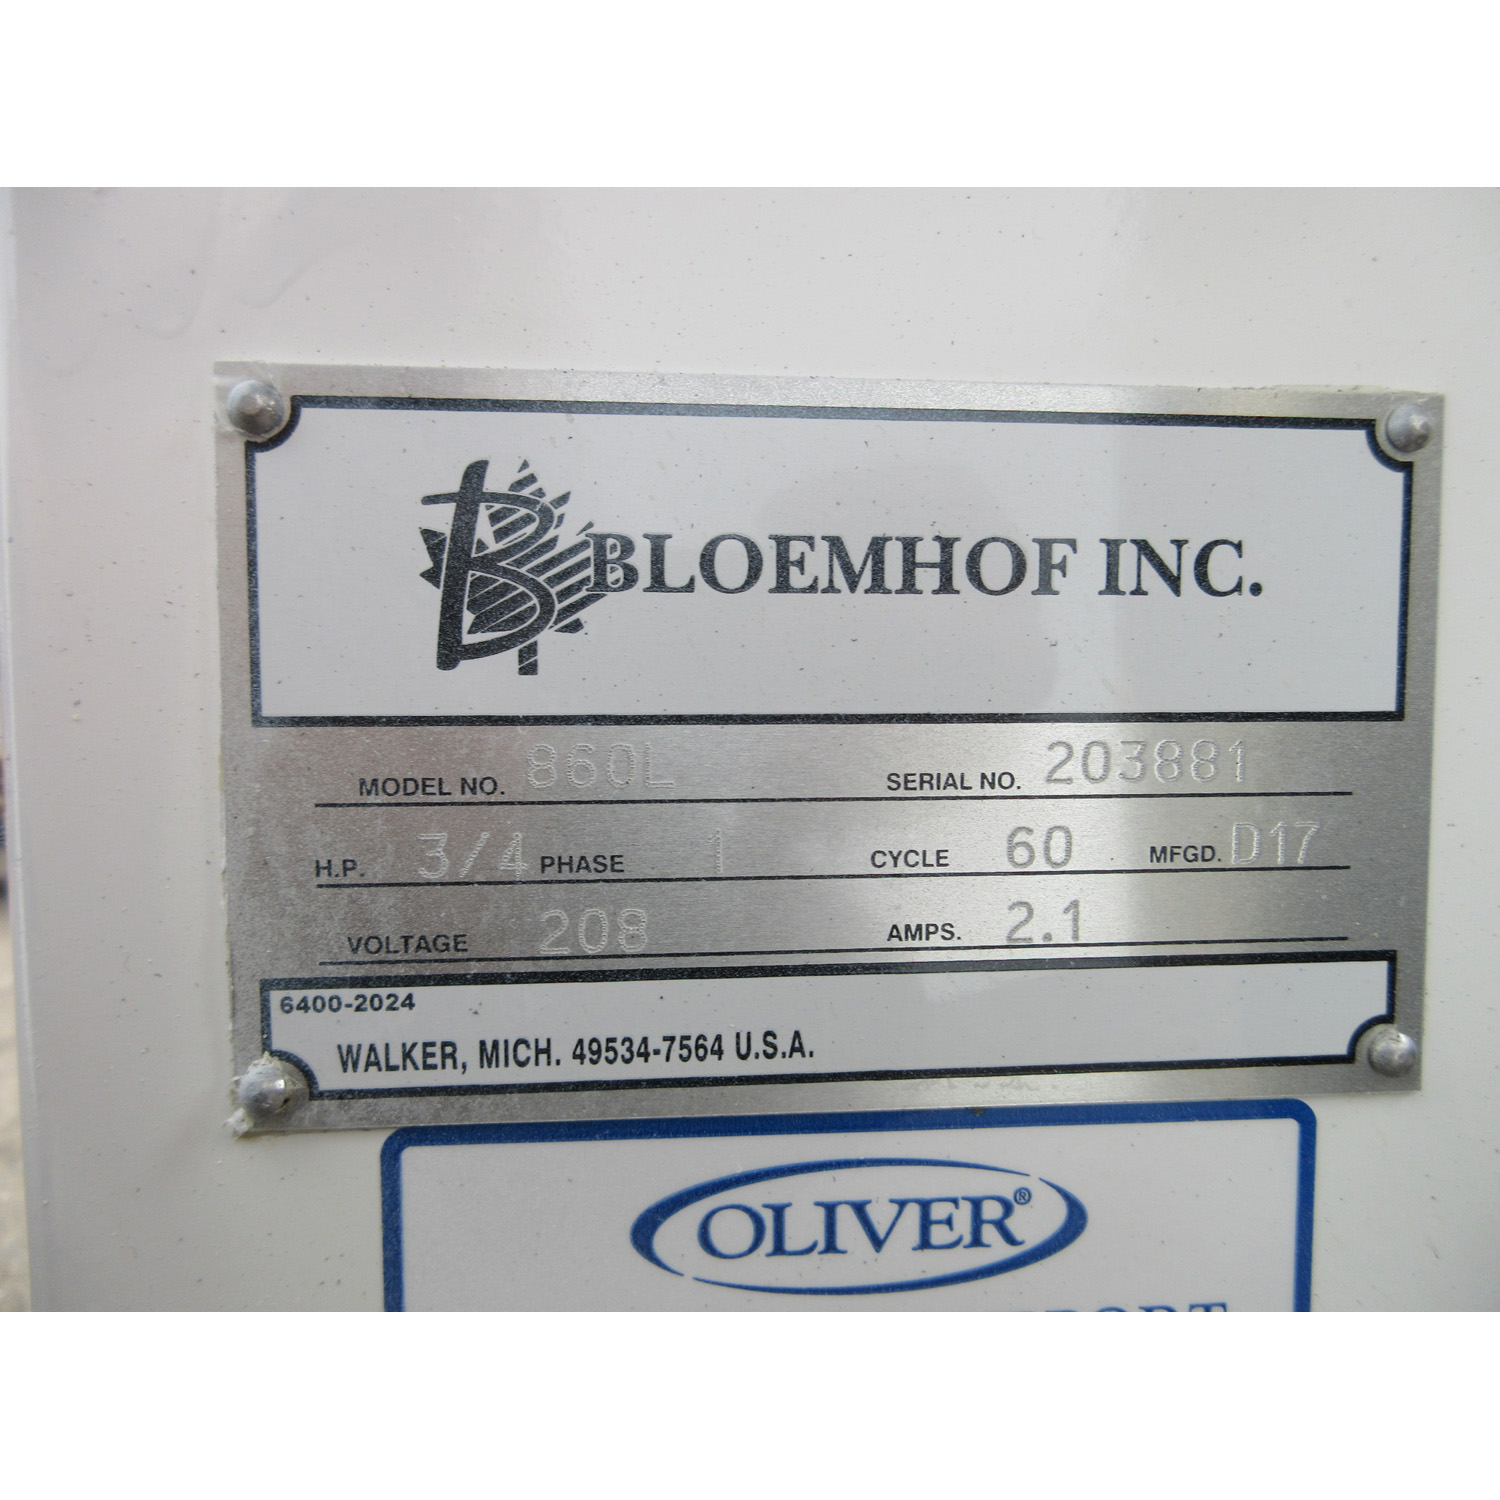 B BLOEMHOF INC.
MODEL NO. 860L SERIAL NO. 203881
H.P. 3/4 PHASE 1 CYCLE 60 MFGD. D17
VOLTAGE 208 AMPS. 2.1
6400-2024
WALKER, MICH. 49534-7564 U.S.A.
OLIVER®